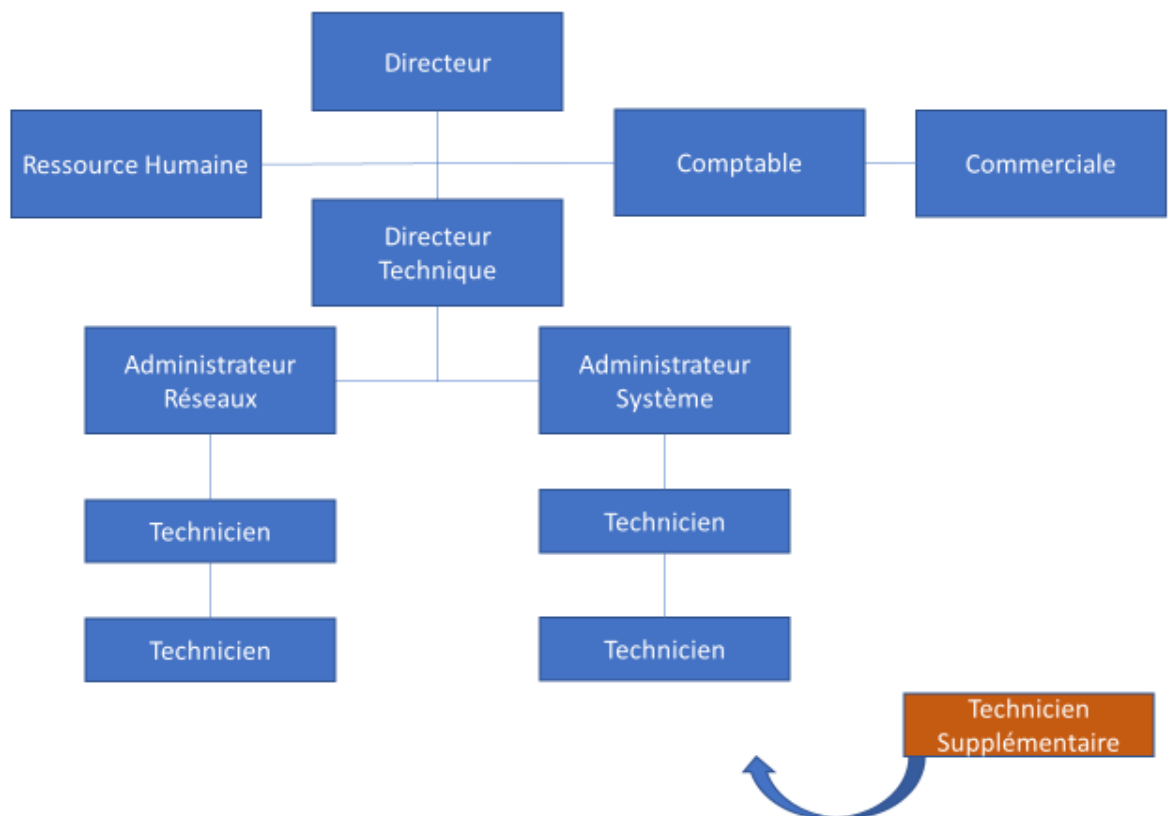 Directeur
Ressource Humaine
Comptable
Commerciale
Directeur
Technique
Administrateur
Réseaux
Administrateur
Système
Technicien
Technicien
Technicien
Technicien
Technicien
Supplémentaire